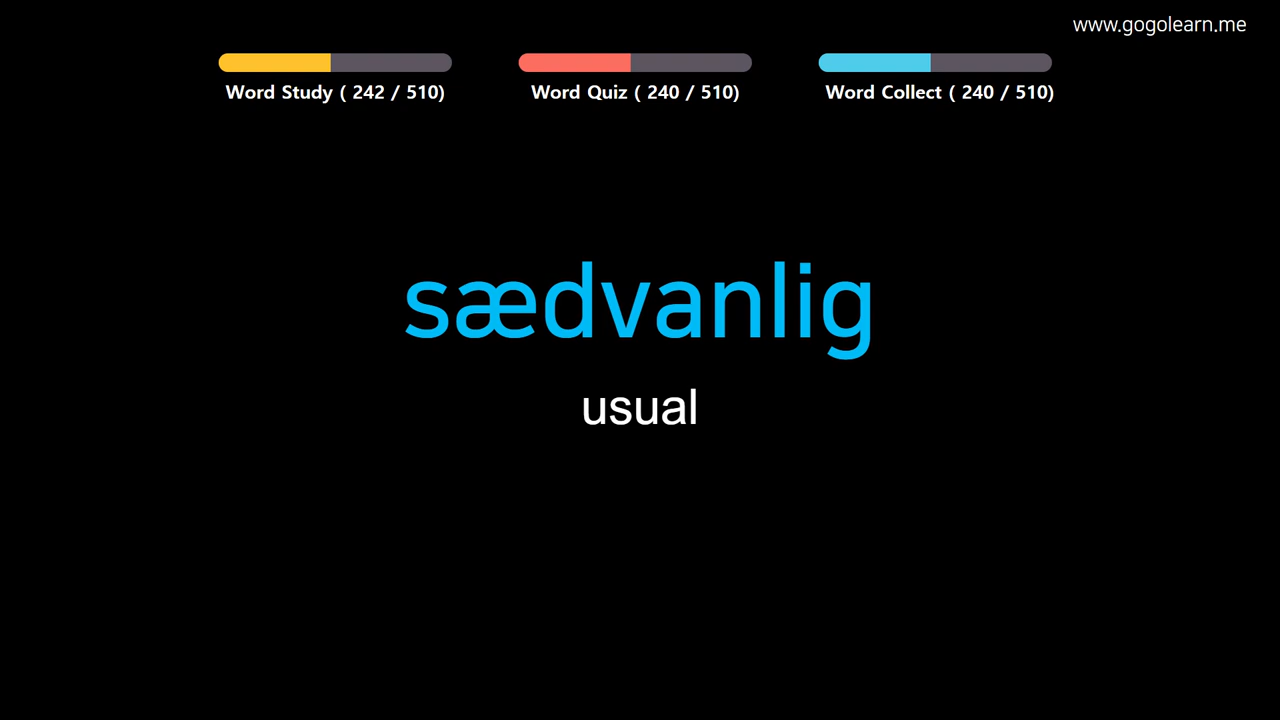 www.gogolearn.me
Word Study ( 242 / 510)
Word Quiz ( 240 / 510)
Word Collect ( 240 / 510)
sædvanlig
usual